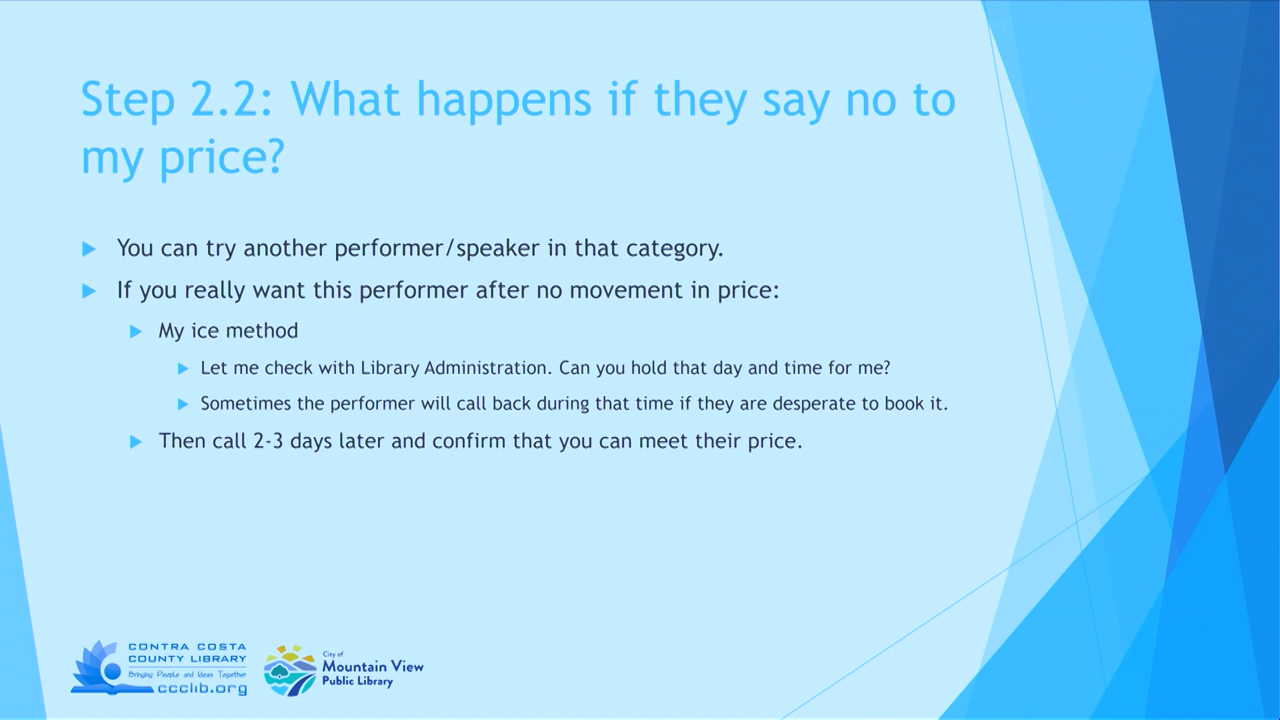 Step 2.2: What happens if they say no to
my price?
You can try another performer/speaker in that category.
If you really want this performer after no movement in price:
My ice method
Let me check with Library Administration. Can you hold that day and time for me?
Sometimes the performer will call back during that time if they are desperate to book it.
Then call 2-3 days later and confirm that you can meet their price.
CONTRA COSTA
COUNTY LIBRARY
Bringing People and Ideas Together
ccclib.org
City of
Mountain View
Public Library